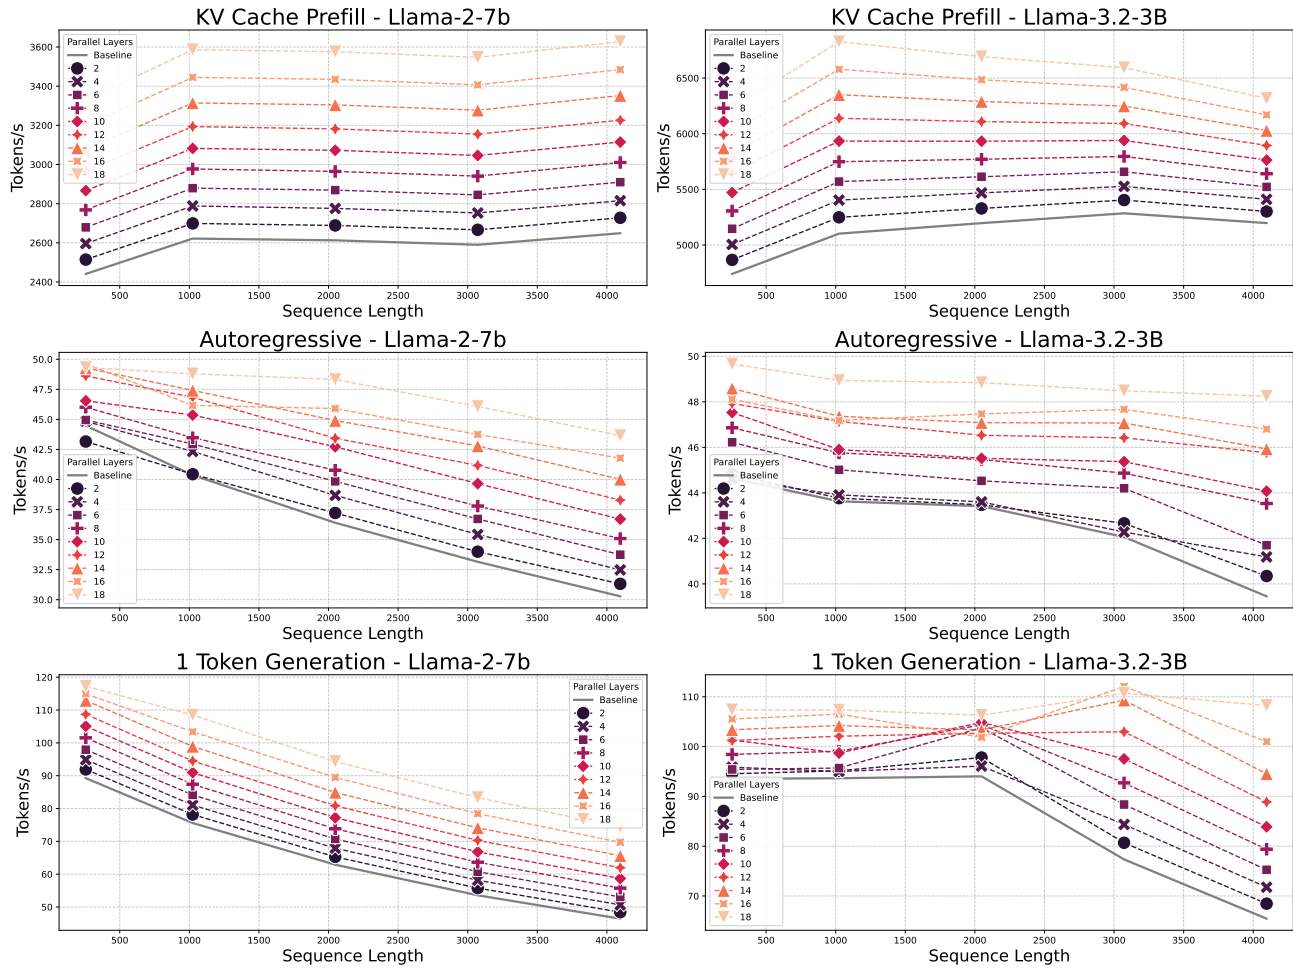 KV Cache Prefill - Llama-2-7b
Tokens/s
3600
3400
3200
3000
2800
2600
2400
Parallel Layers
Baseline
2
4
6
8
10
12
14
16
18
500 1000 1500 2000 2500 3000 3500 4000
Sequence Length
KV Cache Prefill - Llama-3.2-3B
Tokens/s
6500
6000
5500
5000
Parallel Layers
Baseline
2
4
6
8
10
12
14
16
18
500 1000 1500 2000 2500 3000 3500 4000
Sequence Length
Autoregressive - Llama-2-7b
Tokens/s
50.0
47.5
45.0
42.5
40.0
37.5
35.0
32.5
30.0
Parallel Layers
Baseline
2
4
6
8
10
12
14
16
18
500 1000 1500 2000 2500 3000 3500 4000
Sequence Length
Autoregressive - Llama-3.2-3B
Tokens/s
50
48
46
44
42
40
Parallel Layers
Baseline
2
4
6
8
10
12
14
16
18
500 1000 1500 2000 2500 3000 3500 4000
Sequence Length
1 Token Generation - Llama-2-7b
Tokens/s
120
110
100
90
80
70
60
50
Parallel Layers
Baseline
2
4
6
8
10
12
14
16
18
500 1000 1500 2000 2500 3000 3500 4000
Sequence Length
1 Token Generation - Llama-3.2-3B
Tokens/s
110
100
90
80
70
Parallel Layers
Baseline
2
4
6
8
10
12
14
16
18
500 1000 1500 2000 2500 3000 3500 4000
Sequence Length